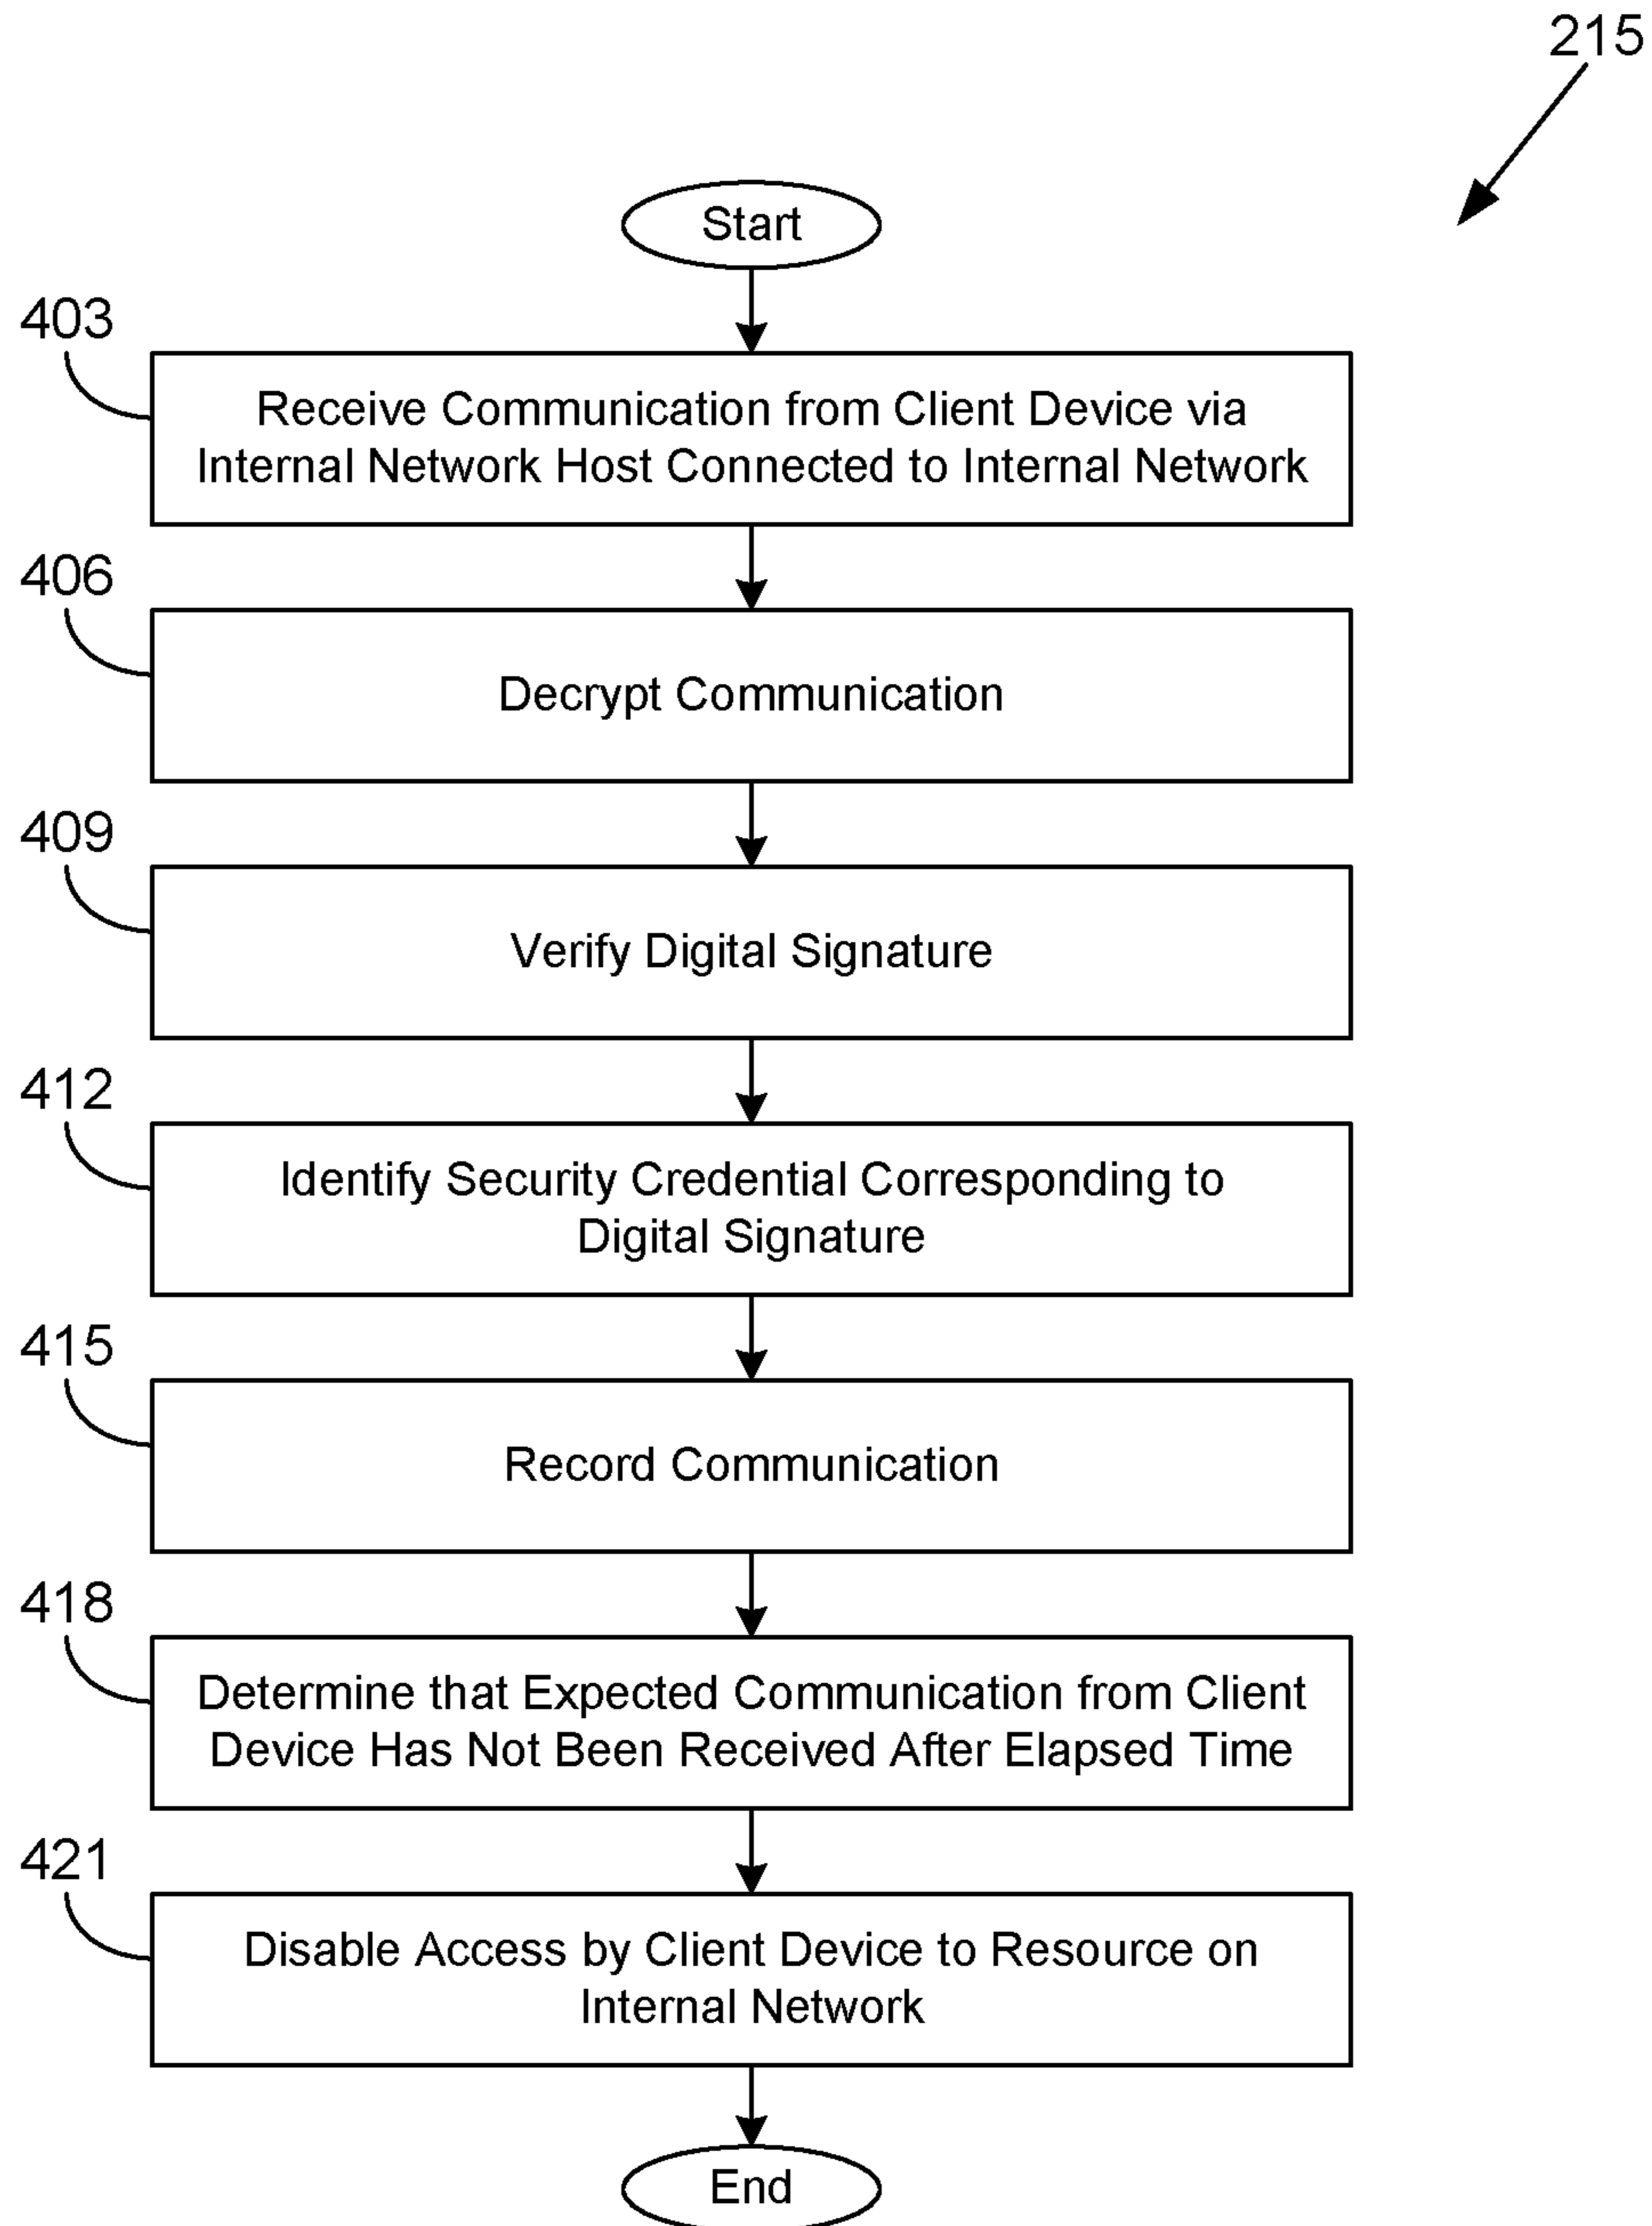 215
Start
403
Receive Communication from Client Device via
Internal Network Host Connected to Internal Network
406
Decrypt Communication
409
Verify Digital Signature
412
Identify Security Credential Corresponding to
Digital Signature
415
Record Communication
418
Determine that Expected Communication from Client
Device Has Not Been Received After Elapsed Time
421
Disable Access by Client Device to Resource on
Internal Network
End